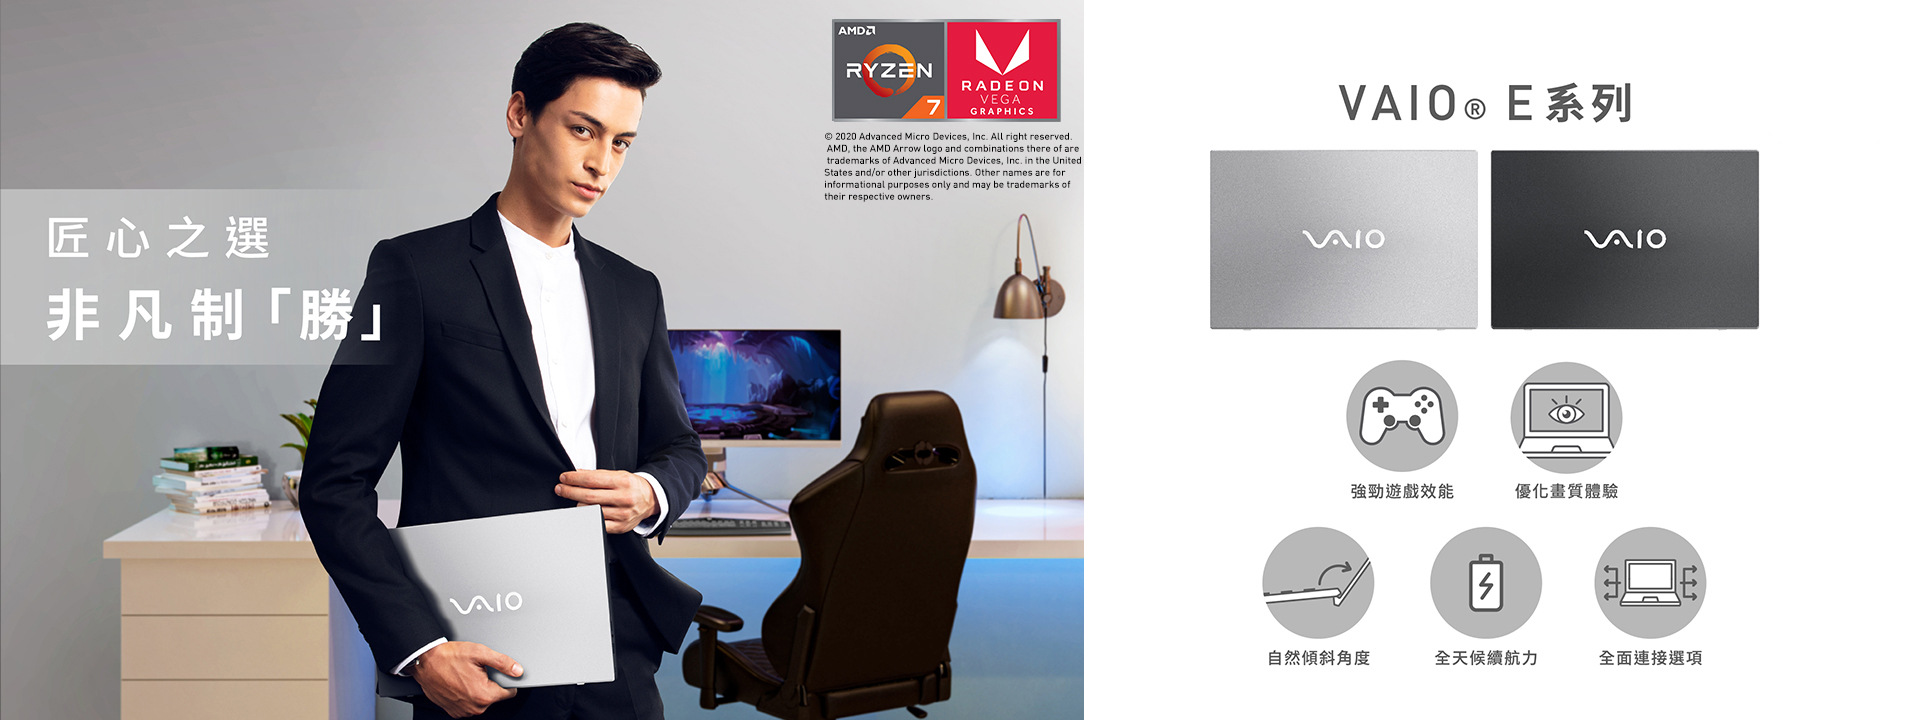 匠心之選
非凡制「勝」
AMD
RYZEN
7
RADEON
VEGA
GRAPHICS
© 2020 Advanced Micro Devices, Inc. All right reserved.
AMD, the AMD Arrow logo and combinations there of are
trademarks of Advanced Micro Devices, Inc. in the United
States and/or other jurisdictions. Other names are for
informational purposes only and may be trademarks of
their respective owners.
VAIO
VAIO® E系列
VAIO
VAIO
強勁遊戲效能
優化畫質體驗
自然傾斜角度
全天候續航力
全面連接選項